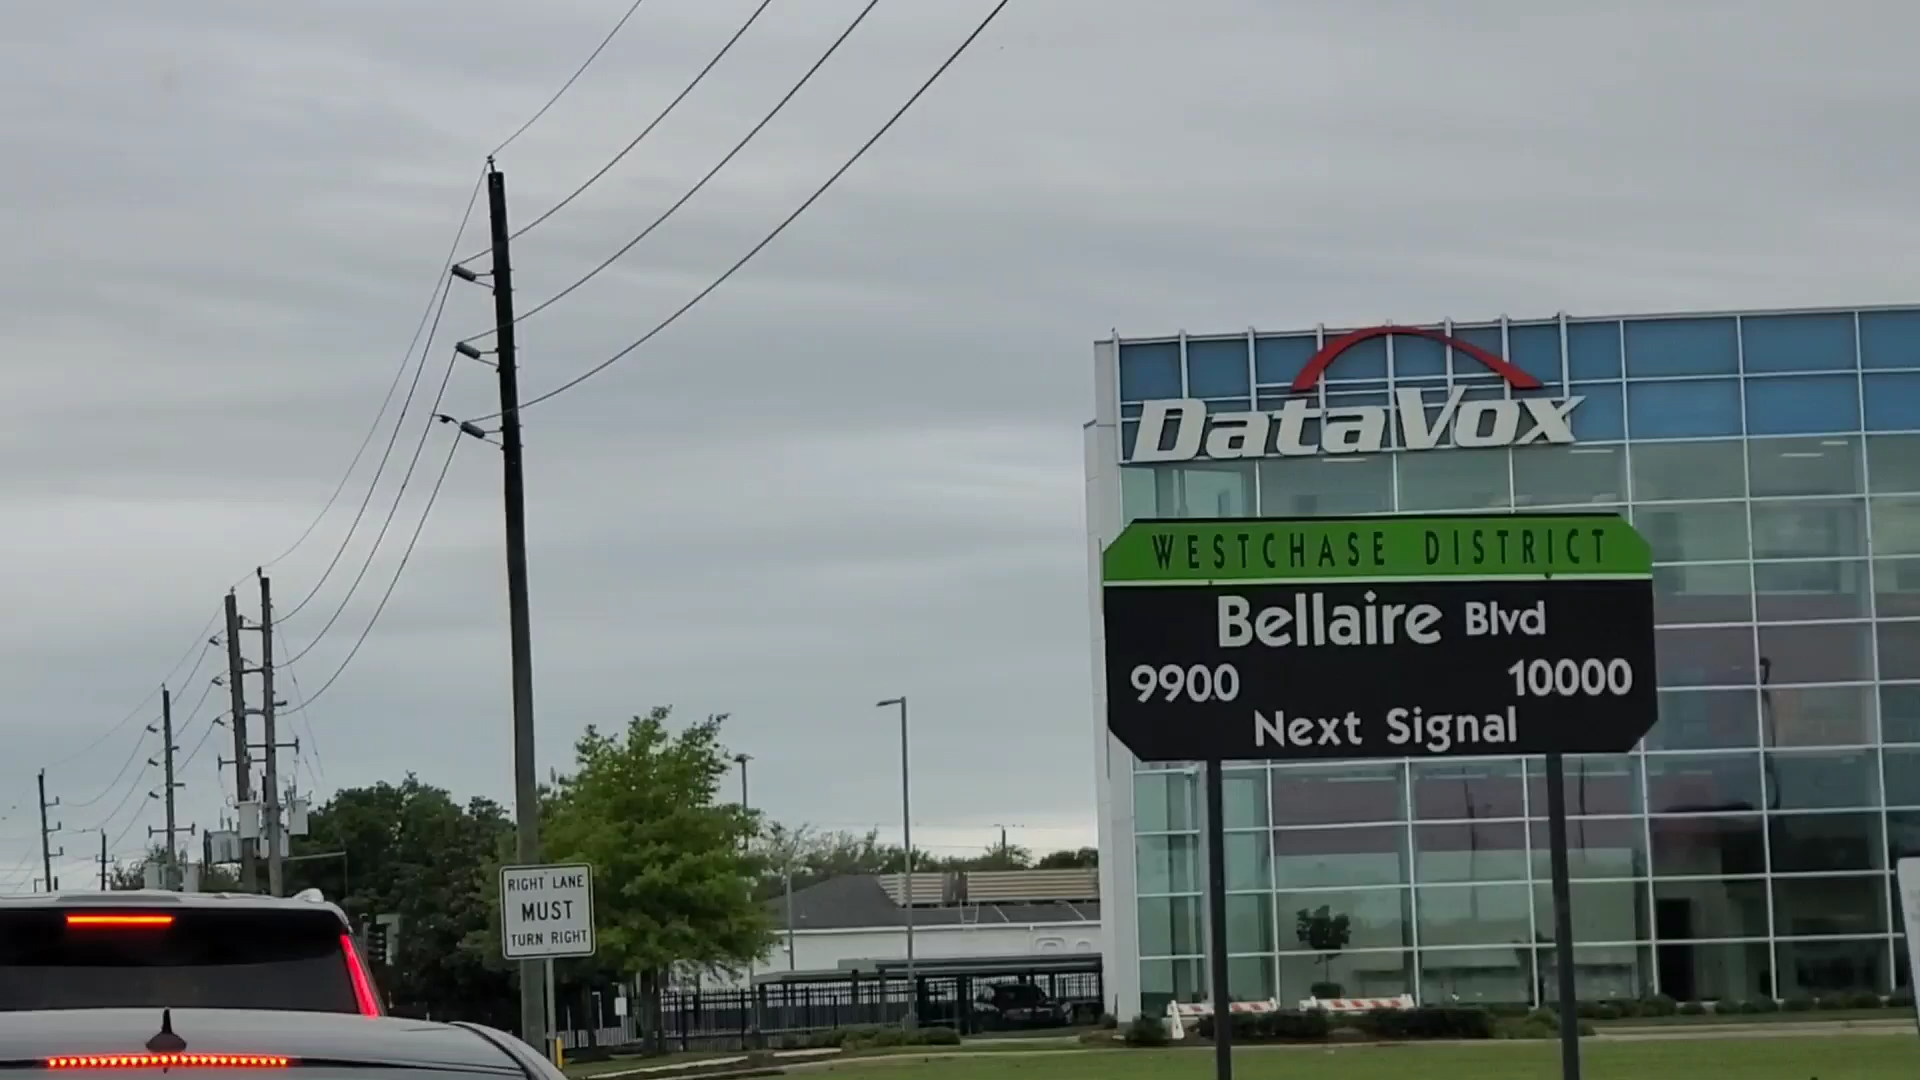 DataVox
WESTCHASE DISTRICT
Bellaire Blvd
9900 10000
Next Signal
RIGHT LANE
MUST
TURN RIGHT